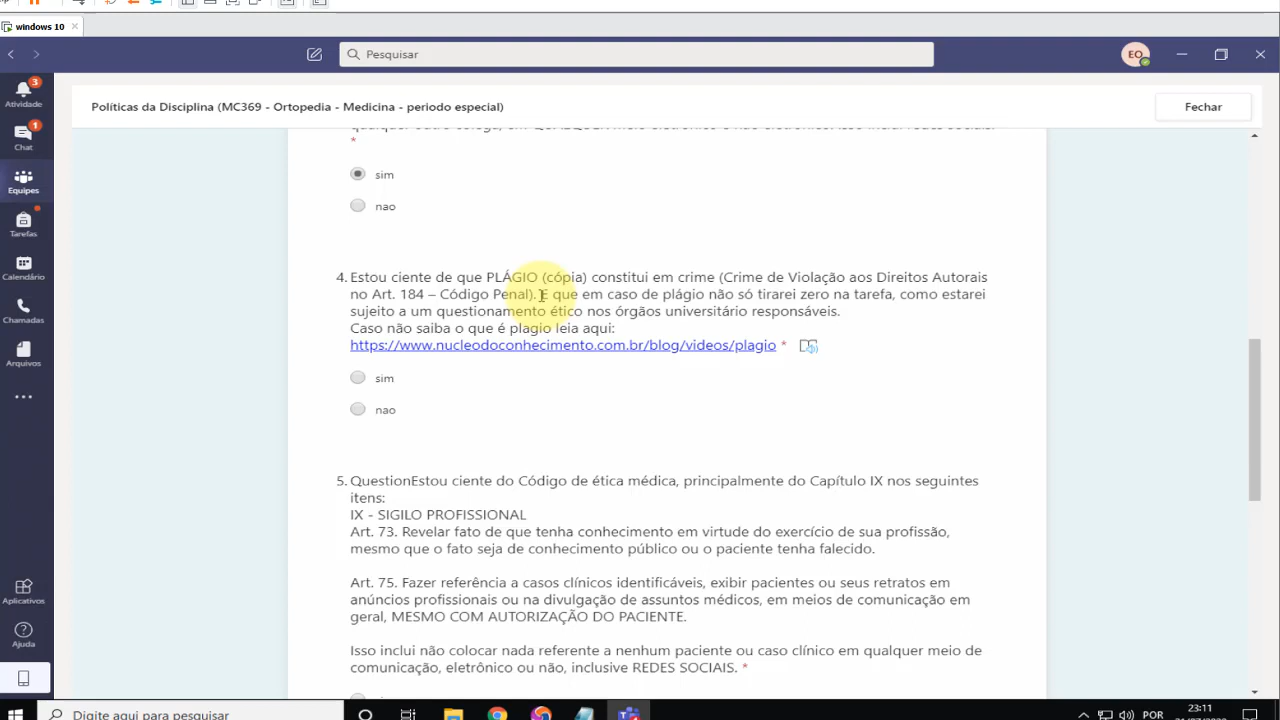 windows 10
Pesquisar
EO
Atividade
3
Chat
1
Equipes
Tarefas
Calendário
Chamadas
Arquivos
Aplicativos
Ajuda
Políticas da Disciplina (MC369 - Ortopedia - Medicina - periodo especial)
Fechar
*
sim
nao
4. Estou ciente de que PLÁGIO (cópia) constitui em crime (Crime de Violação aos Direitos Autorais
no Art. 184 – Código Penal). E que em caso de plágio não só tirarei zero na tarefa, como estarei
sujeito a um questionamento ético nos órgãos universitário responsáveis.
Caso não saiba o que é plagio leia aqui:
https://www.nucleodoconhecimento.com.br/blog/videos/plagio *
sim
nao
5. QuestionEstou ciente do Código de ética médica, principalmente do Capítulo IX nos seguintes
itens:
IX - SIGILO PROFISSIONAL
Art. 73. Revelar fato de que tenha conhecimento em virtude do exercício de sua profissão,
mesmo que o fato seja de conhecimento público ou o paciente tenha falecido.
Art. 75. Fazer referência a casos clínicos identificáveis, exibir pacientes ou seus retratos em
anúncios profissionais ou na divulgação de assuntos médicos, em meios de comunicação em
geral, MESMO COM AUTORIZAÇÃO DO PACIENTE.
Isso inclui não colocar nada referente a nenhum paciente ou caso clínico em qualquer meio de
comunicação, eletrônico ou não, inclusive REDES SOCIAIS. *
Digite aqui para pesquisar
POR
23:11